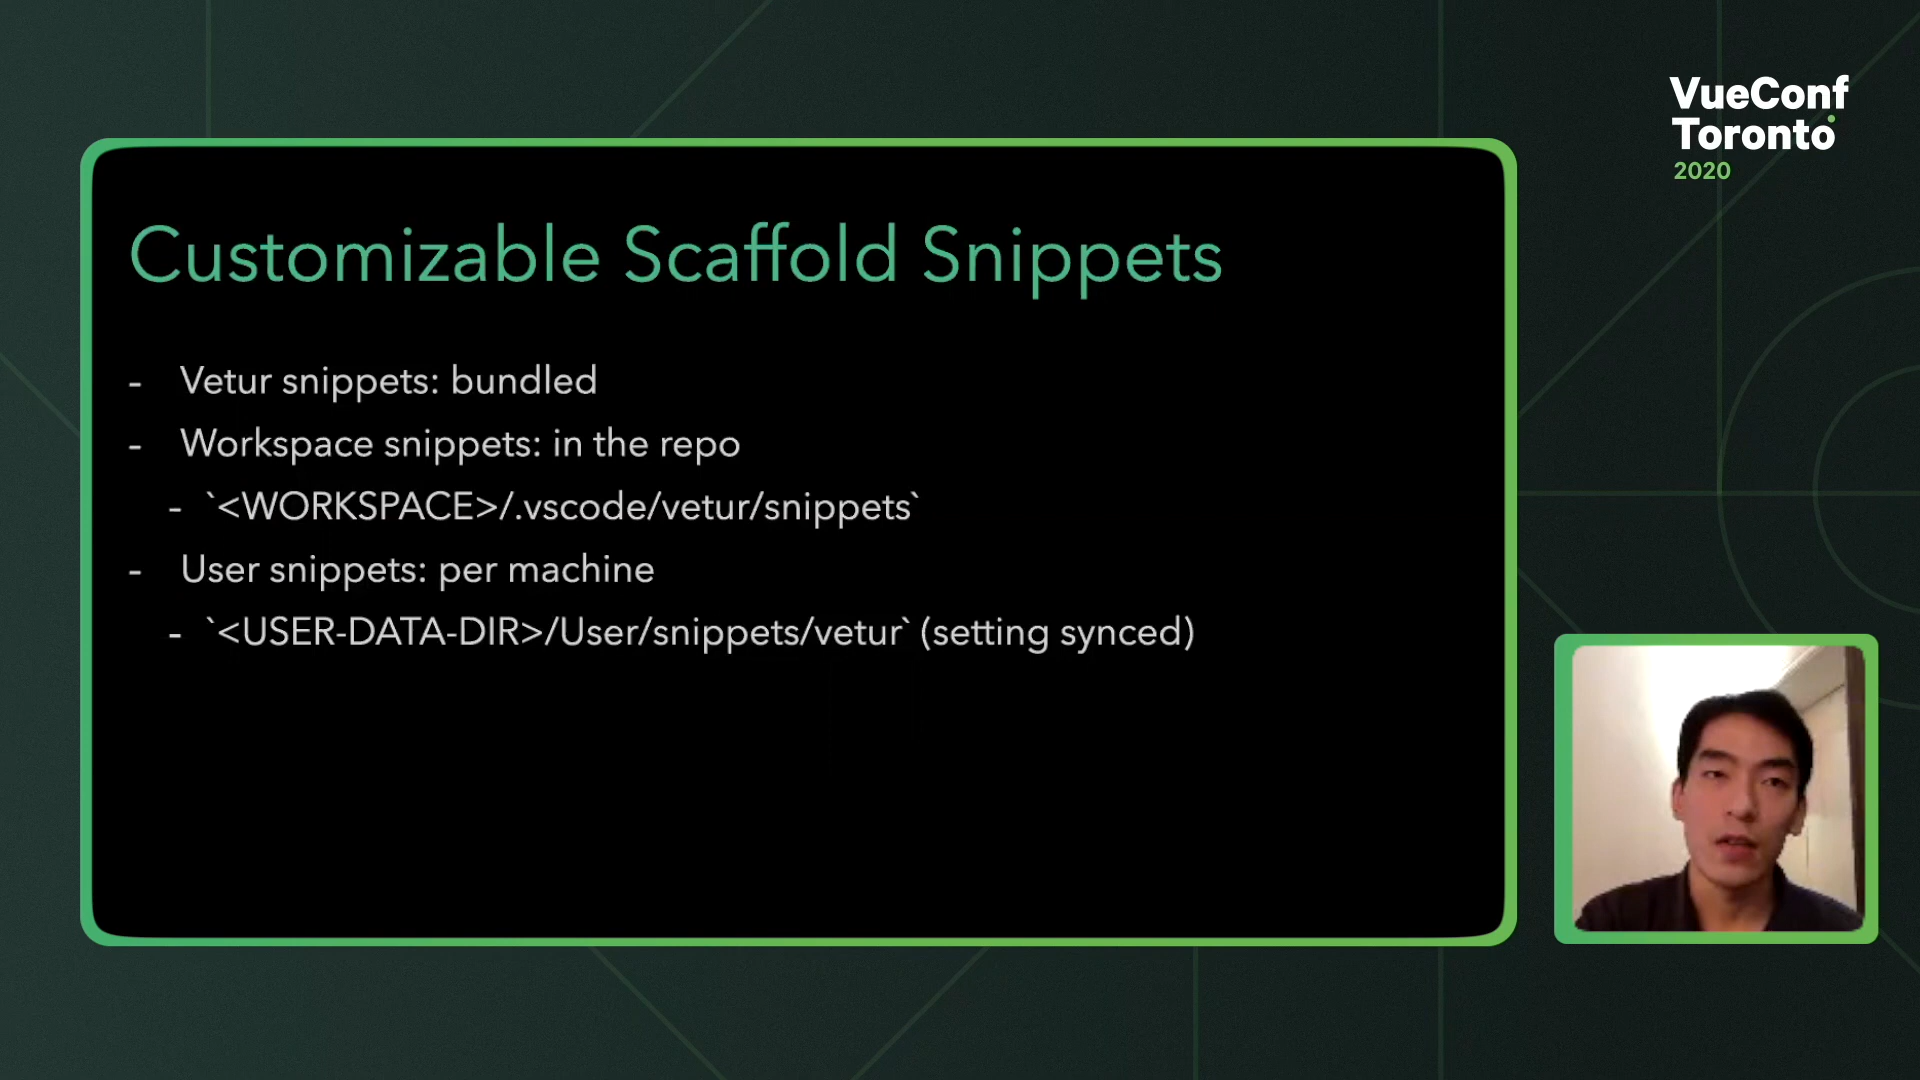 VueConf
Toronto
2020
Customizable Scaffold Snippets
- Vetur snippets: bundled
- Workspace snippets: in the repo
- `<WORKSPACE>/.vscode/vetur/snippets`
- User snippets: per machine
- `<USER-DATA-DIR>/User/snippets/vetur` (setting synced)